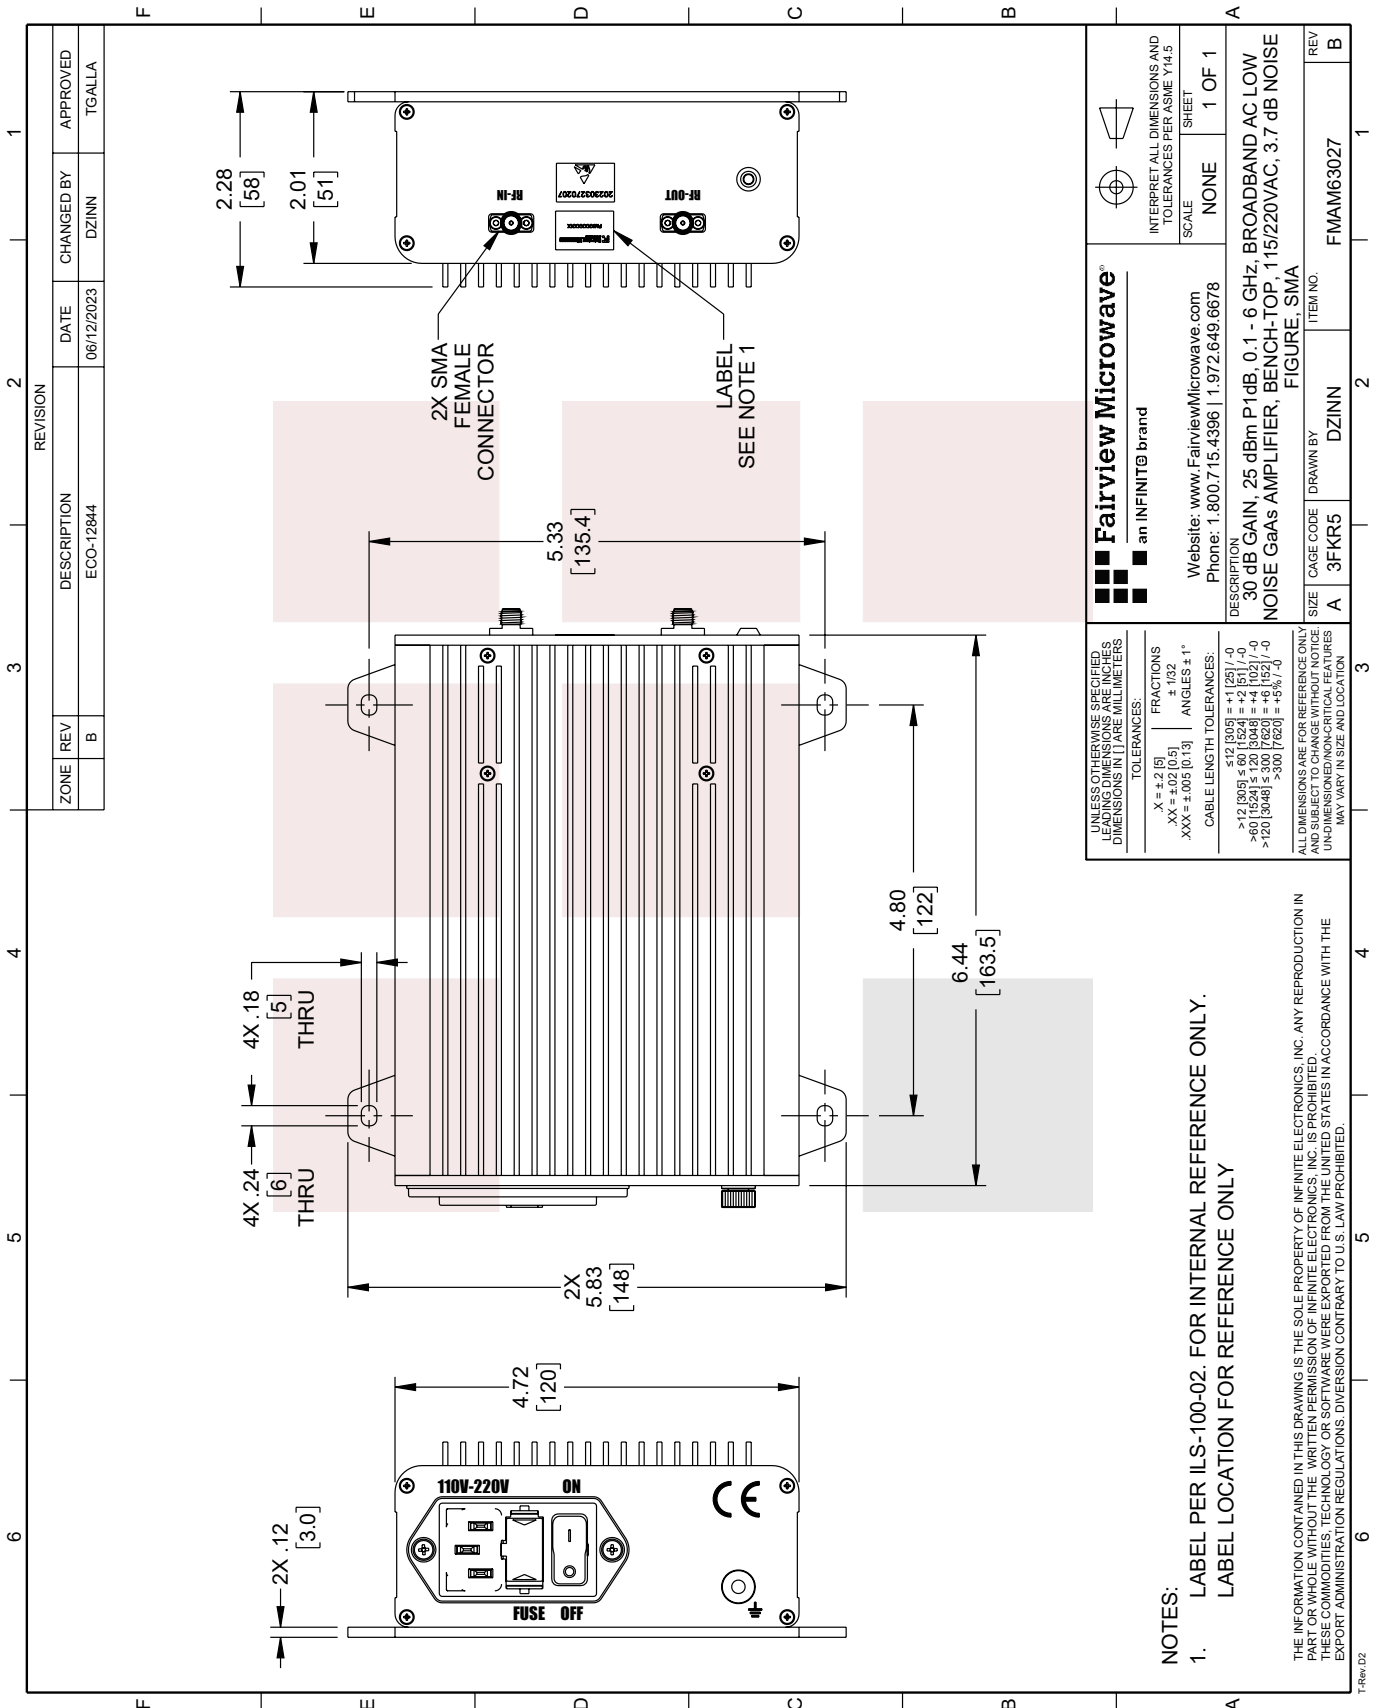 REVISION
ZONE REV DESCRIPTION DATE CHANGED BY APPROVED
B ECO-12844 06/12/2023 DZINN TGALLA
6 5 4 3 2 1
F
E
D
C
B
A
2X .12
[3.0]
110V-220V
ON
FUSE
OFF
CE
4.72
[120]
2X
5.83
[148]
4X .24
[6]
THRU
4X .18
[5]
THRU
5.33
[135.4]
4.80
[122]
6.44
[163.5]
2.28
[58]
2.01
[51]
2X SMA
FEMALE
CONNECTOR
LABEL
SEE NOTE 1
RF-IN
202303270207
RF-OUT
NOTES:
1. LABEL PER ILS-100-02. FOR INTERNAL REFERENCE ONLY.
LABEL LOCATION FOR REFERENCE ONLY
THE INFORMATION CONTAINED IN THIS DRAWING IS THE SOLE PROPERTY OF INFINITE ELECTRONICS, INC. ANY REPRODUCTION IN
PART OR WHOLE WITHOUT THE WRITTEN PERMISSION OF INFINITE ELECTRONICS, INC. IS PROHIBITED.
THESE COMMODITIES, TECHNOLOGY OR SOFTWARE WERE EXPORTED FROM THE UNITED STATES IN ACCORDANCE WITH THE
EXPORT ADMINISTRATION REGULATIONS. DIVERSION CONTRARY TO U.S. LAW PROHIBITED.
UNLESS OTHERWISE SPECIFIED
LEADING DIMENSIONS ARE INCHES
DIMENSIONS IN [ ] ARE MILLIMETERS
TOLERANCES:
.X = ±.2 [5]
.XX = ±.02 [0.5]
.XXX = ±.005 [0.13]
FRACTIONS
± 1/32
ANGLES ± 1°
CABLE LENGTH TOLERANCES:
≤12 [305] = +1 [25] / -0
>12 [305] ≤ 60 [1524] = +2 [51] / -0
>60 [1524] ≤ 120 [3048] = +4 [102] / -0
>120 [3048] ≤ 300 [7620] = +6 [152] / -0
>300 [7620] = +5% / -0
ALL DIMENSIONS ARE FOR REFERENCE ONLY
AND SUBJECT TO CHANGE WITHOUT NOTICE.
UN-DIMENSIONED/NON-CRITICAL FEATURES
MAY VARY IN SIZE AND LOCATION
Fairview Microwave®
an INFINIT@ brand
Website: www.FairviewMicrowave.com
Phone: 1.800.715.4396 | 1.972.649.6678
INTERPRET ALL DIMENSIONS AND
TOLERANCES PER ASME Y14.5
SCALE
NONE
SHEET
1 OF 1
DESCRIPTION
30 dB GAIN, 25 dBm P1dB, 0.1 - 6 GHz, BROADBAND AC LOW
NOISE GaAs AMPLIFIER, BENCH-TOP, 115/220VAC, 3.7 dB NOISE
FIGURE, SMA
SIZE
A
CAGE CODE
3FKR5
DRAWN BY
DZINN
ITEM NO.
FMAM63027
REV
B
6 5 4 3 2 1
F
E
D
C
B
A
T-Rev.D2